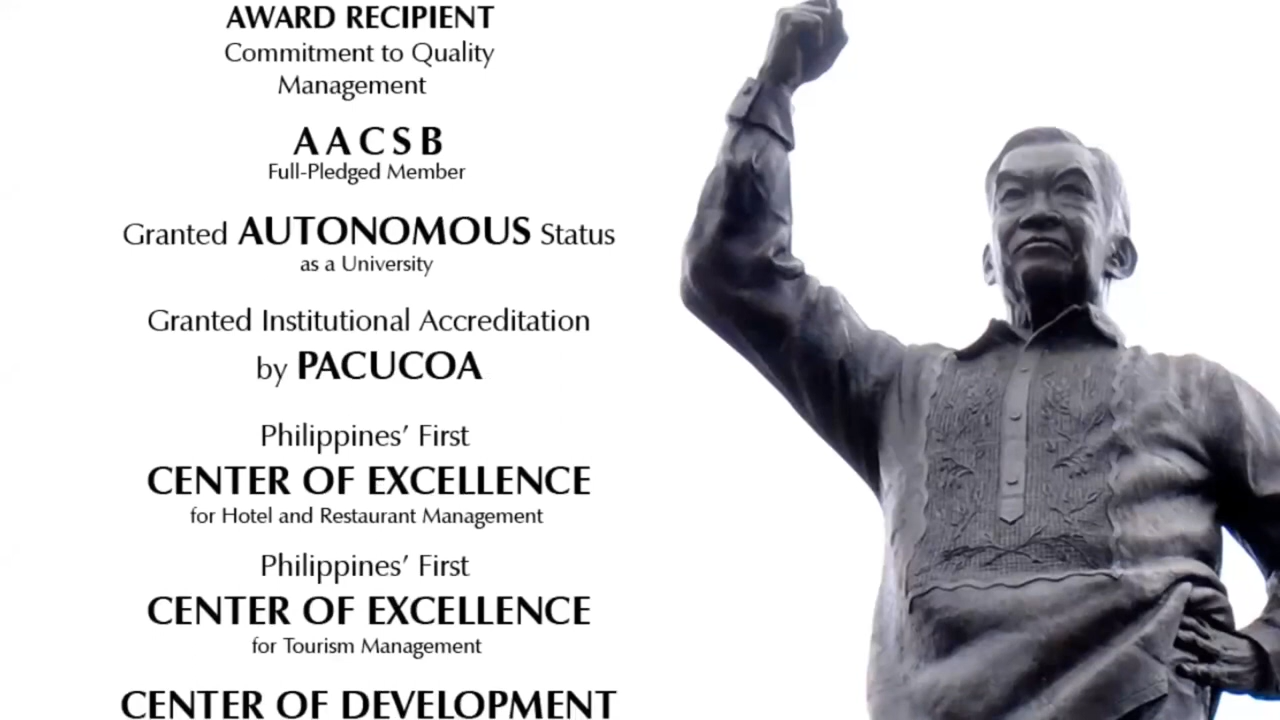 AWARD RECIPIENT
Commitment to Quality
Management
AACSB
Full-Pledged Member
Granted AUTONOMOUS Status
as a University
Granted Institutional Accreditation
by PACUCOA
Philippines’ First
CENTER OF EXCELLENCE
for Hotel and Restaurant Management
Philippines’ First
CENTER OF EXCELLENCE
for Tourism Management
CENTER OF DEVELOPMENT